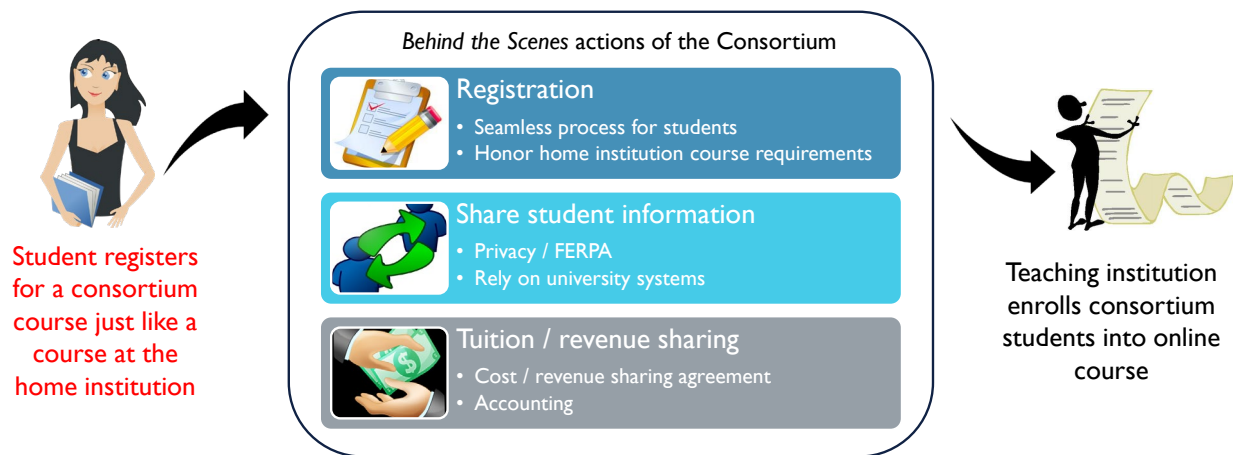 Behind the Scenes actions of the Consortium
Registration
• Seamless process for students
• Honor home institution course requirements
Share student information
• Privacy / FERPA
• Rely on university systems
Tuition / revenue sharing
• Cost / revenue sharing agreement
• Accounting
Student registers
for a consortium
course just like a
course at the
home institution
Teaching institution
enrolls consortium
students into online
course